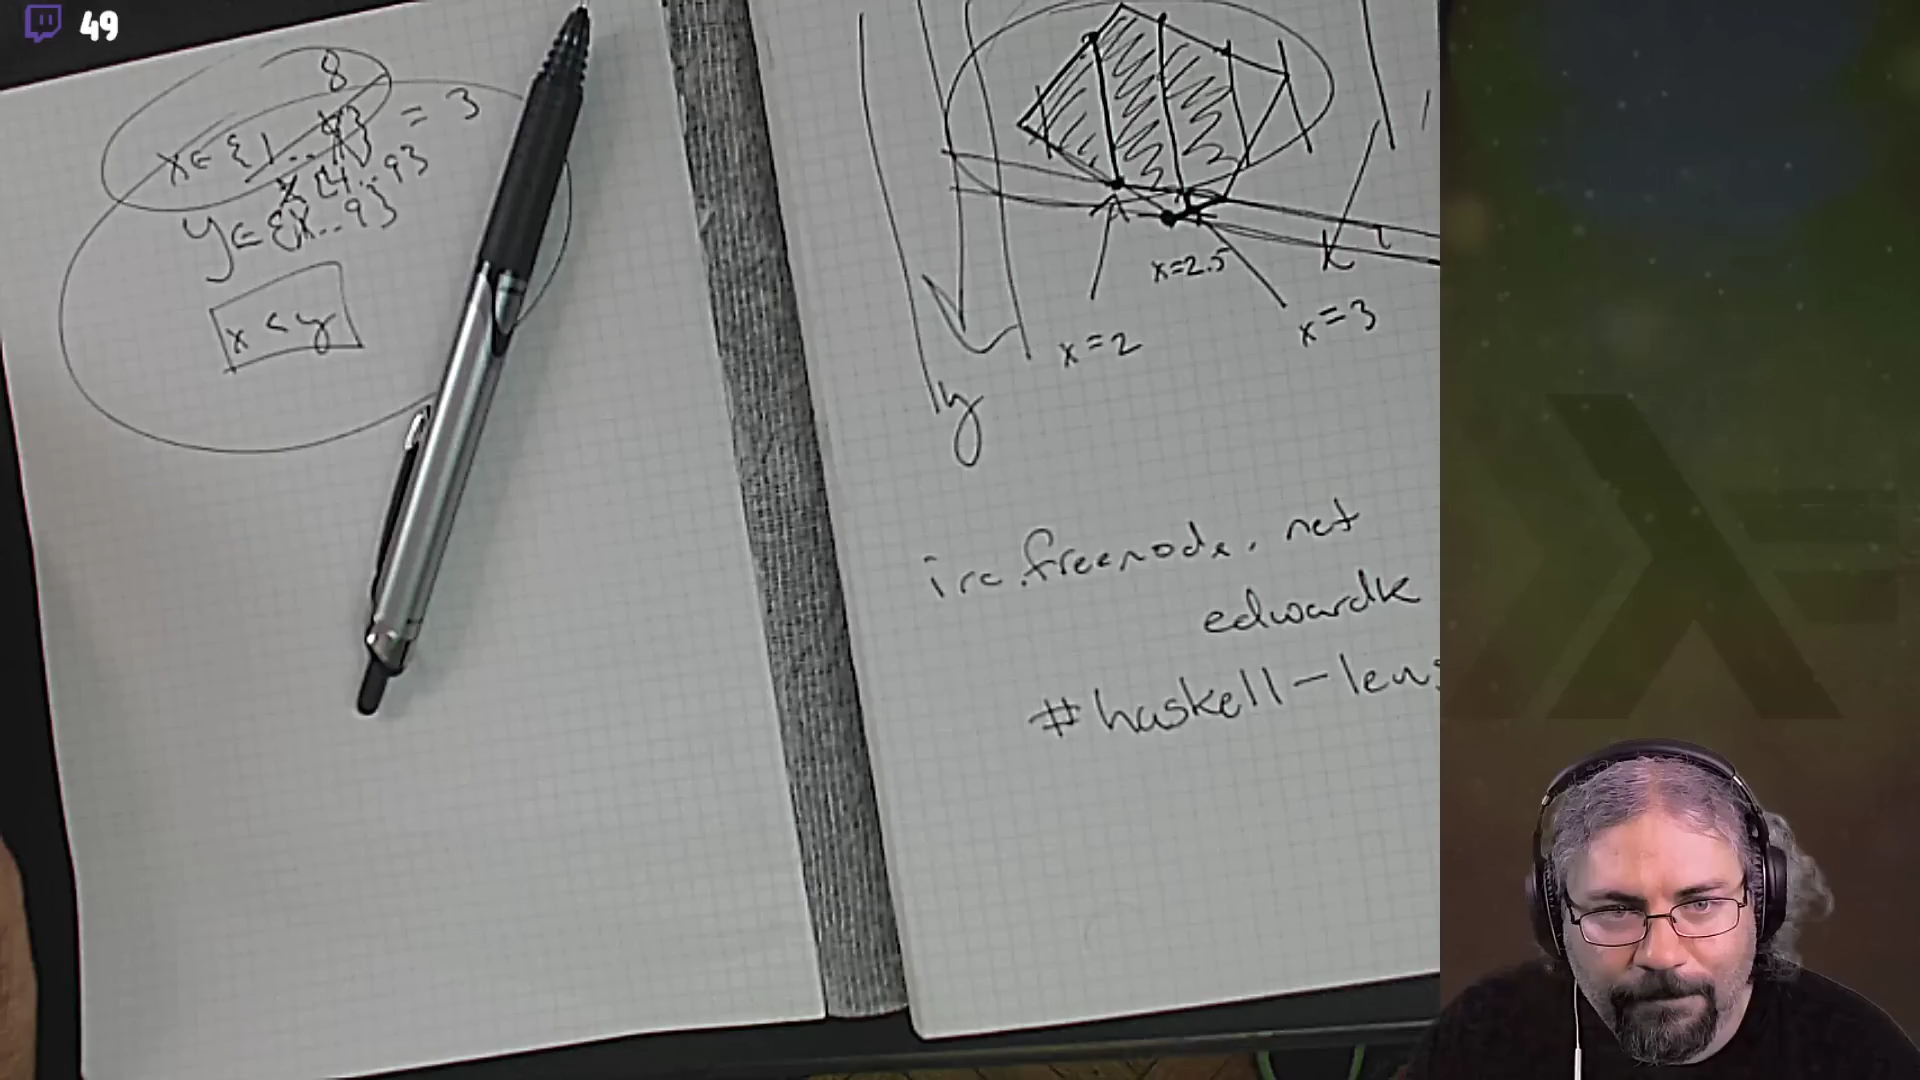 49
8
x∈{1..9} = 3
x {4..9}
y∈{x..9}
x < y
x=2.5
x=2
x=3
k
y
irc.freenode.net
edwardk
#haskell-lens